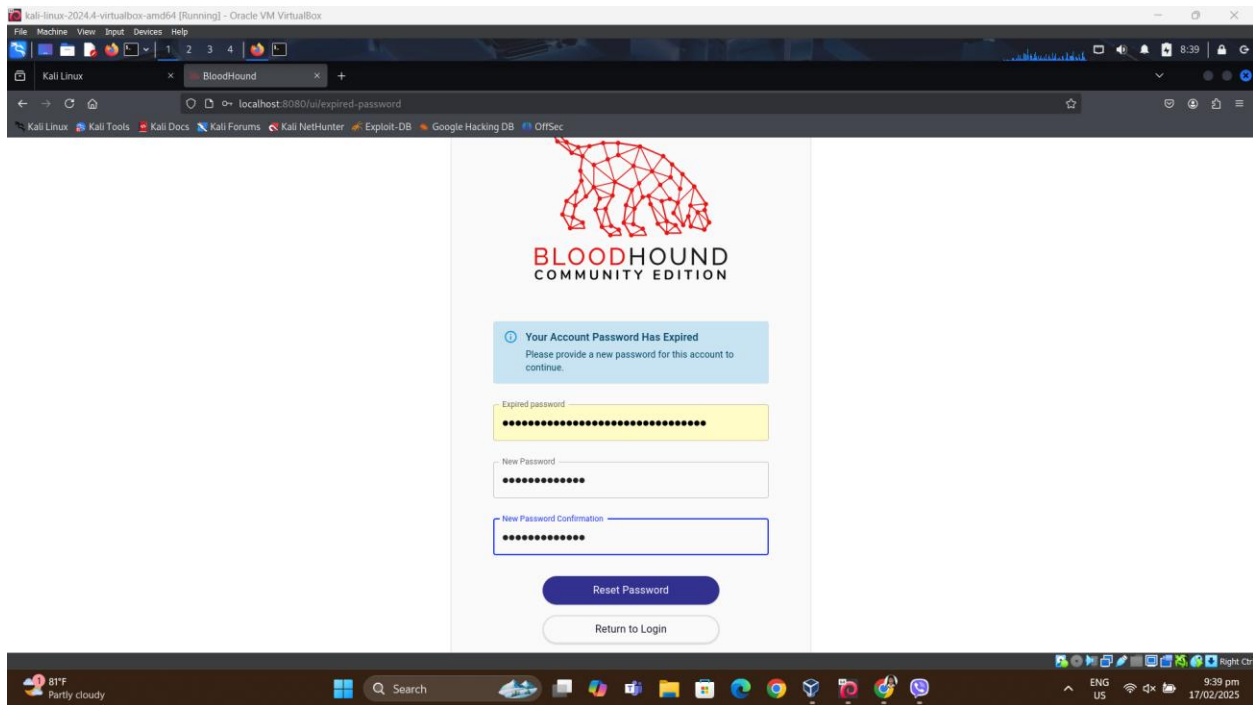 kali-linux-2024.4-virtualbox-amd64 [Running] - Oracle VM VirtualBox
File Machine View Input Devices Help
1 2 3 4 8:39
Kali Linux BloodHound
localhost:8080/ui/expired-password
Kali Linux Kali Tools Kali Docs Kali Forums Kali NetHunter Exploit-DB Google Hacking DB OffSec
BLOODHOUND
COMMUNITY EDITION
Your Account Password Has Expired
Please provide a new password for this account to
continue.
Expired password
New Password
New Password Confirmation
Reset Password
Return to Login
Right Ctr
1
81°F
Partly cloudy
Search
ENG
US
9:39 pm
17/02/2025